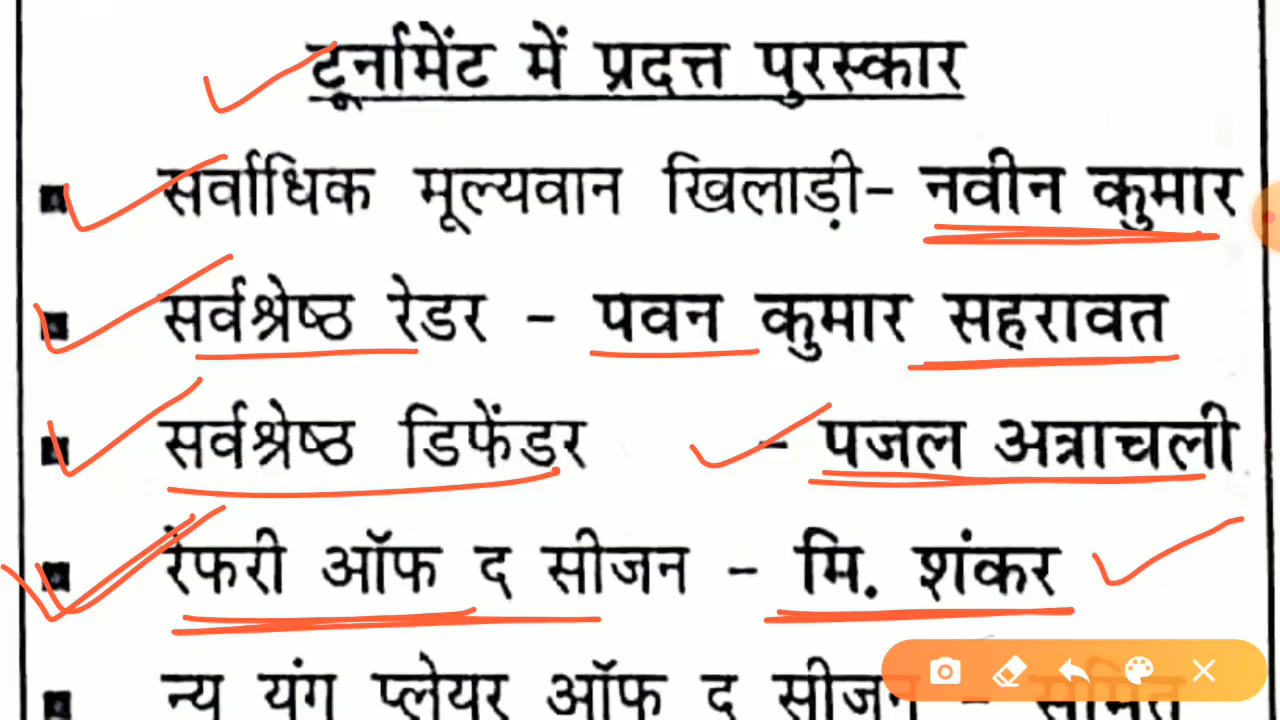 टूर्नामेंट में प्रदत्त पुरस्कार
सर्वाधिक मूल्यवान खिलाड़ी- नवीन कुमार
सर्वश्रेष्ठ रेडर - पवन कुमार सहरावत
सर्वश्रेष्ठ डिफेंडर - पजल अत्राचली
रेफरी ऑफ द सीजन - मि. शंकर
न्य यंग प्लेयर ऑफ द सीजन -